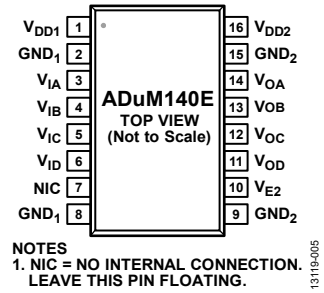 VDD1 1 16 VDD2
GND1 2 15 GND2
VIA 3 14 VOA
VIB 4 13 VOB
VIC 5 12 VOC
VID 6 11 VOD
NIC 7 10 VE2
GND1 8 9 GND2
ADuM140E
TOP VIEW
(Not to Scale)
NOTES
1. NIC = NO INTERNAL CONNECTION.
LEAVE THIS PIN FLOATING.
13119-005